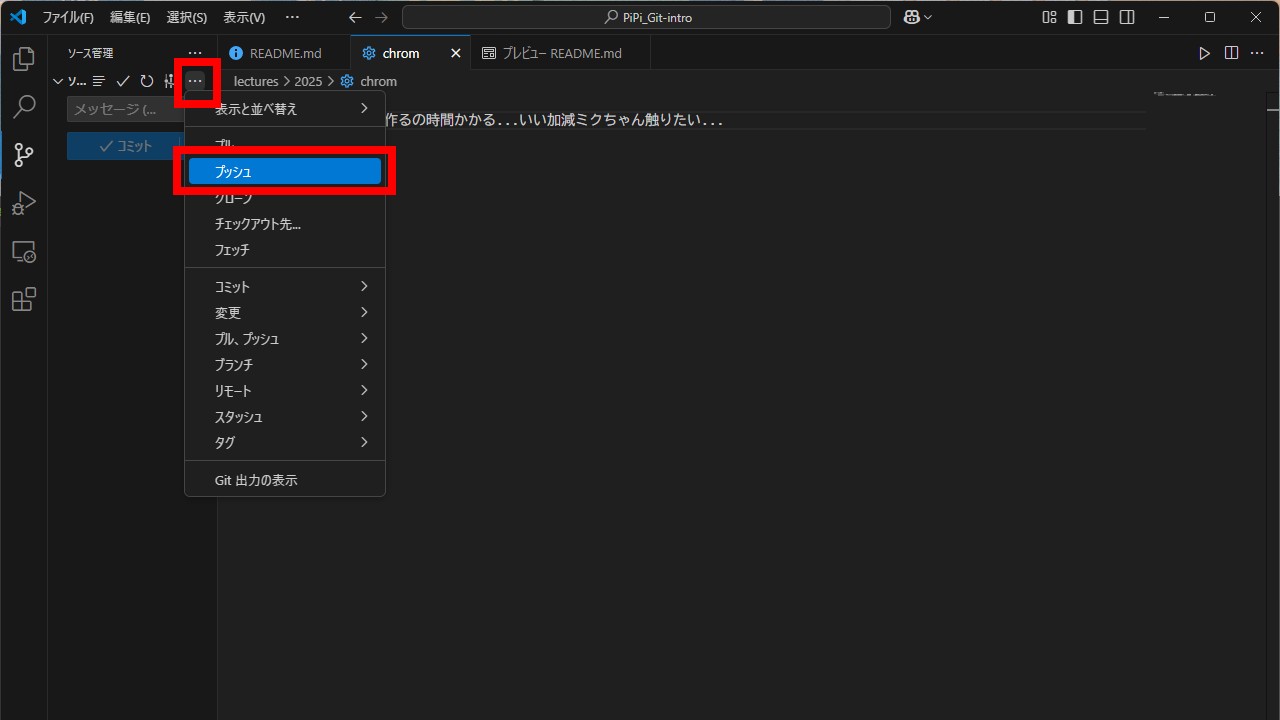 ファイル(F) 編集(E) 選択(S) 表示(V) ... PiPi_Git-intro
ソース管理 ...
README.md chrom プレビュー README.md
ソ... ...
lectures > 2025 > chrom
メッセージ (...
コミット
作るの時間かかる...いい加減ミクちゃん触りたい...
表示と並べ替え
プル
プッシュ
クローン
チェックアウト先...
フェッチ
コミット
変更
プル、プッシュ
ブランチ
リモート
スタッシュ
タグ
Git 出力の表示